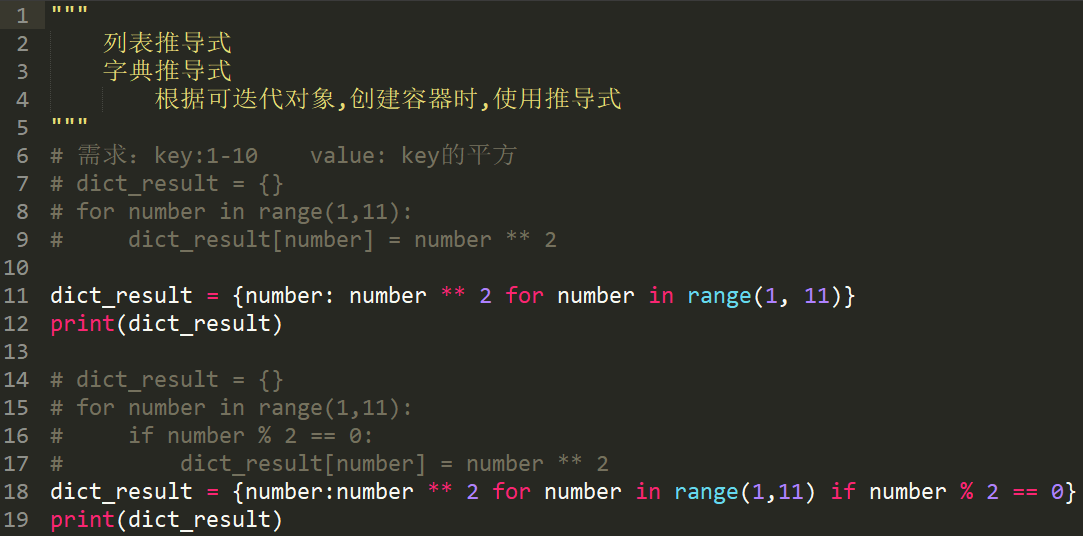 1 """
2     列表推导式
3     字典推导式
4         根据可迭代对象,创建容器时,使用推导式
5 """
6 # 需求：key:1-10    value: key的平方
7 # dict_result = {}
8 # for number in range(1,11):
9 #     dict_result[number] = number ** 2
10
11 dict_result = {number: number ** 2 for number in range(1, 11)}
12 print(dict_result)
13
14 # dict_result = {}
15 # for number in range(1,11):
16 #     if number % 2 == 0:
17 #         dict_result[number] = number ** 2
18 dict_result = {number:number ** 2 for number in range(1,11) if number % 2 == 0}
19 print(dict_result)